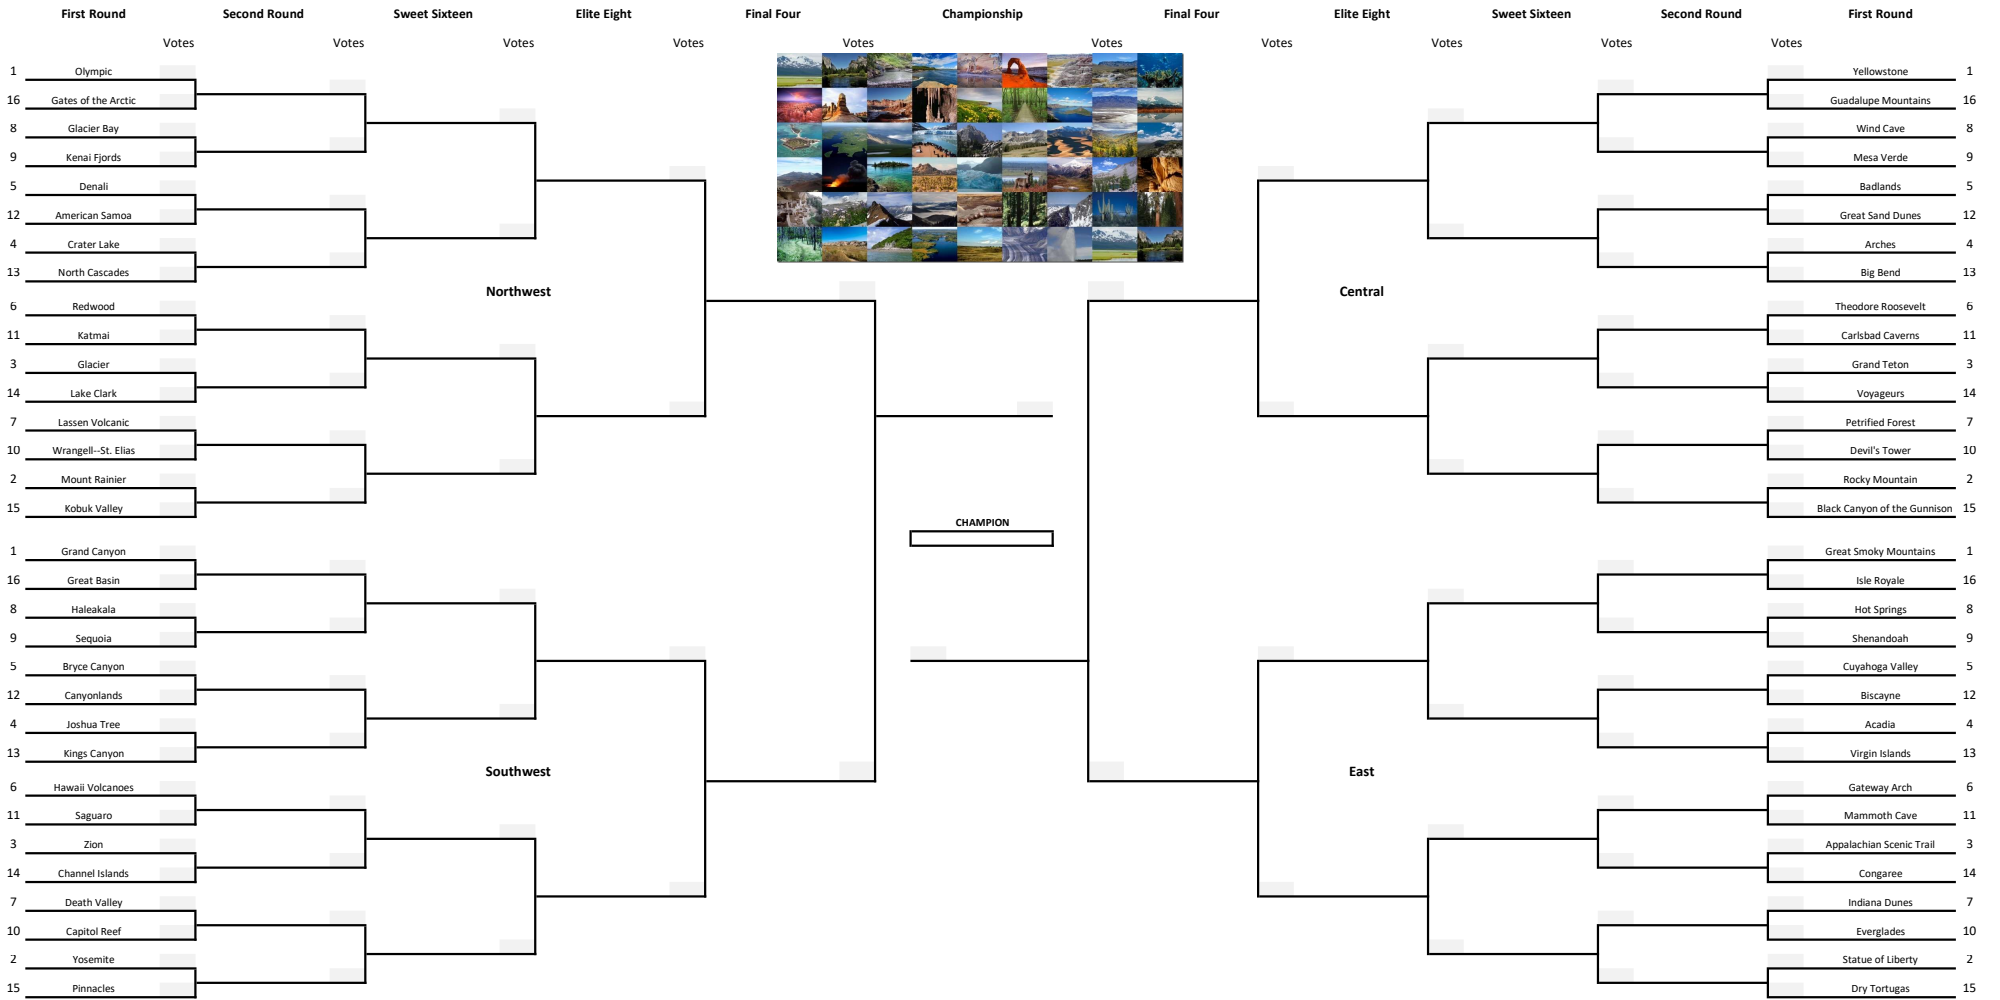 First Round Second Round Sweet Sixteen Elite Eight Final Four Championship Final Four Elite Eight Sweet Sixteen Second Round First Round
Votes Votes Votes Votes Votes Votes Votes Votes Votes Votes
1 Olympic
16 Gates of the Arctic
8 Glacier Bay
9 Kenai Fjords
5 Denali
12 American Samoa
4 Crater Lake
13 North Cascades
Northwest
6 Redwood
11 Katmai
3 Glacier
14 Lake Clark
7 Lassen Volcanic
10 Wrangell--St. Elias
2 Mount Rainier
15 Kobuk Valley
1 Grand Canyon
16 Great Basin
8 Haleakala
9 Sequoia
5 Bryce Canyon
12 Canyonlands
4 Joshua Tree
13 Kings Canyon
Southwest
6 Hawaii Volcanoes
11 Saguaro
3 Zion
14 Channel Islands
7 Death Valley
10 Capitol Reef
2 Yosemite
15 Pinnacles
CHAMPION
Yellowstone 1
Guadalupe Mountains 16
Wind Cave 8
Mesa Verde 9
Badlands 5
Great Sand Dunes 12
Arches 4
Big Bend 13
Central
Theodore Roosevelt 6
Carlsbad Caverns 11
Grand Teton 3
Voyageurs 14
Petrified Forest 7
Devil's Tower 10
Rocky Mountain 2
Black Canyon of the Gunnison 15
Great Smoky Mountains 1
Isle Royale 16
Hot Springs 8
Shenandoah 9
Cuyahoga Valley 5
Biscayne 12
Acadia 4
Virgin Islands 13
East
Gateway Arch 6
Mammoth Cave 11
Appalachian Scenic Trail 3
Congaree 14
Indiana Dunes 7
Everglades 10
Statue of Liberty 2
Dry Tortugas 15